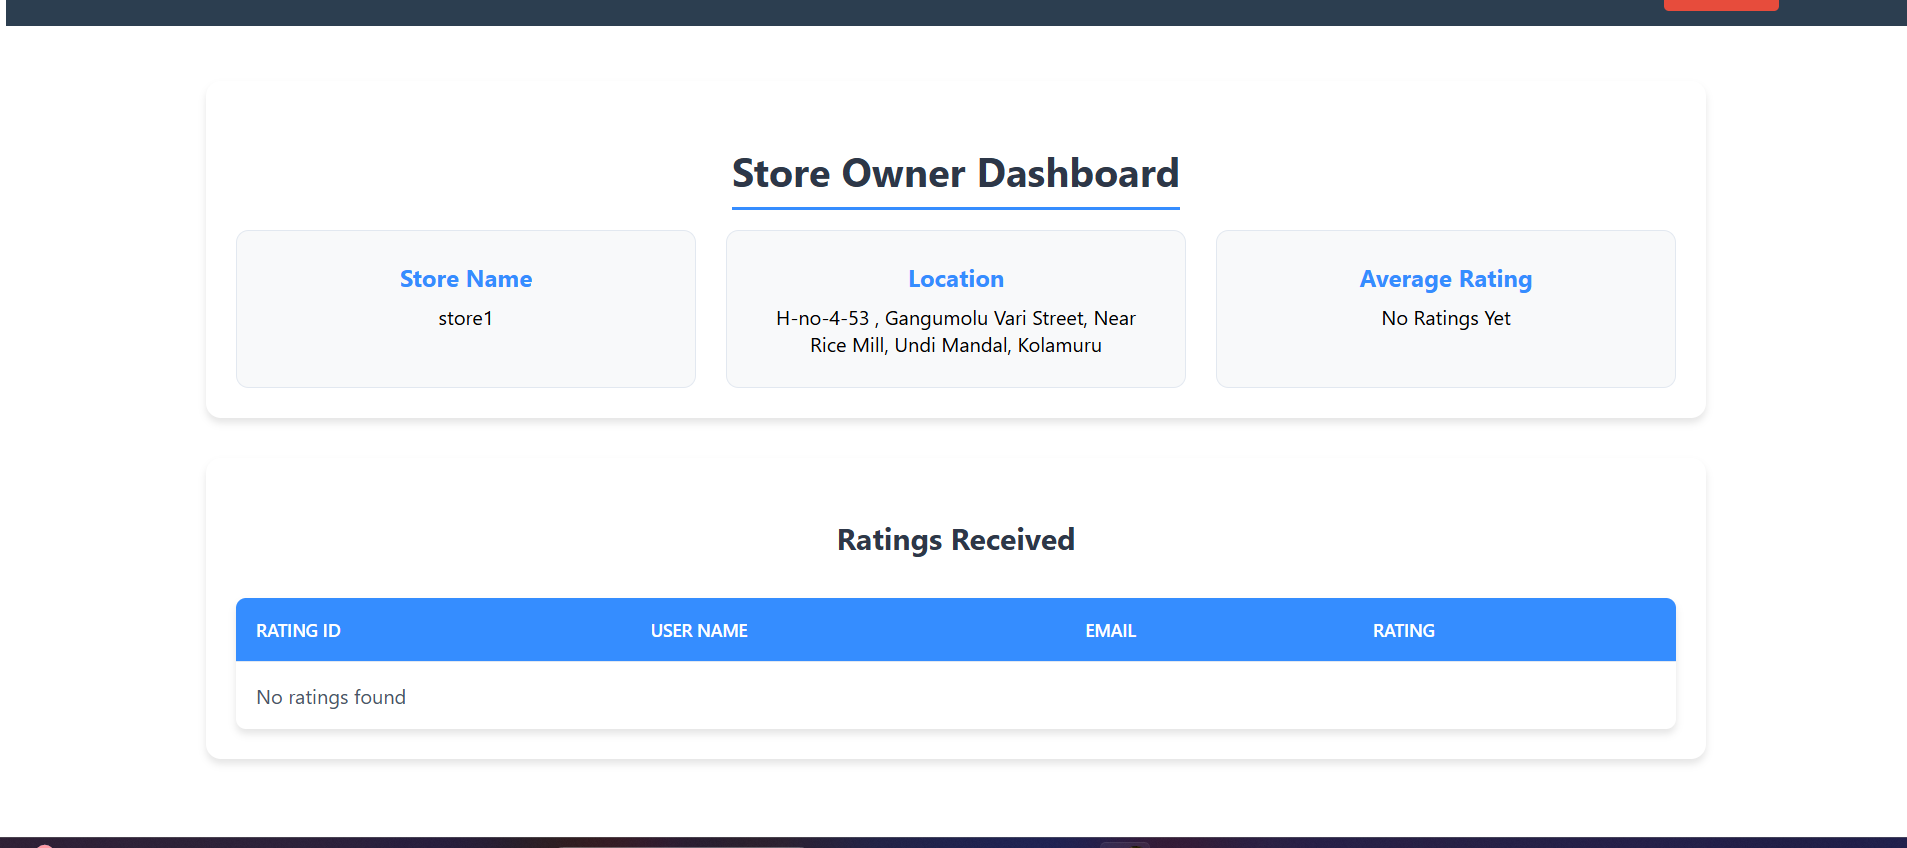 Store Owner Dashboard
Store Name
store1
Location
H-no-4-53 , Gangumolu Vari Street, Near
Rice Mill, Undi Mandal, Kolamuru
Average Rating
No Ratings Yet
Ratings Received
RATING ID USER NAME EMAIL RATING
No ratings found